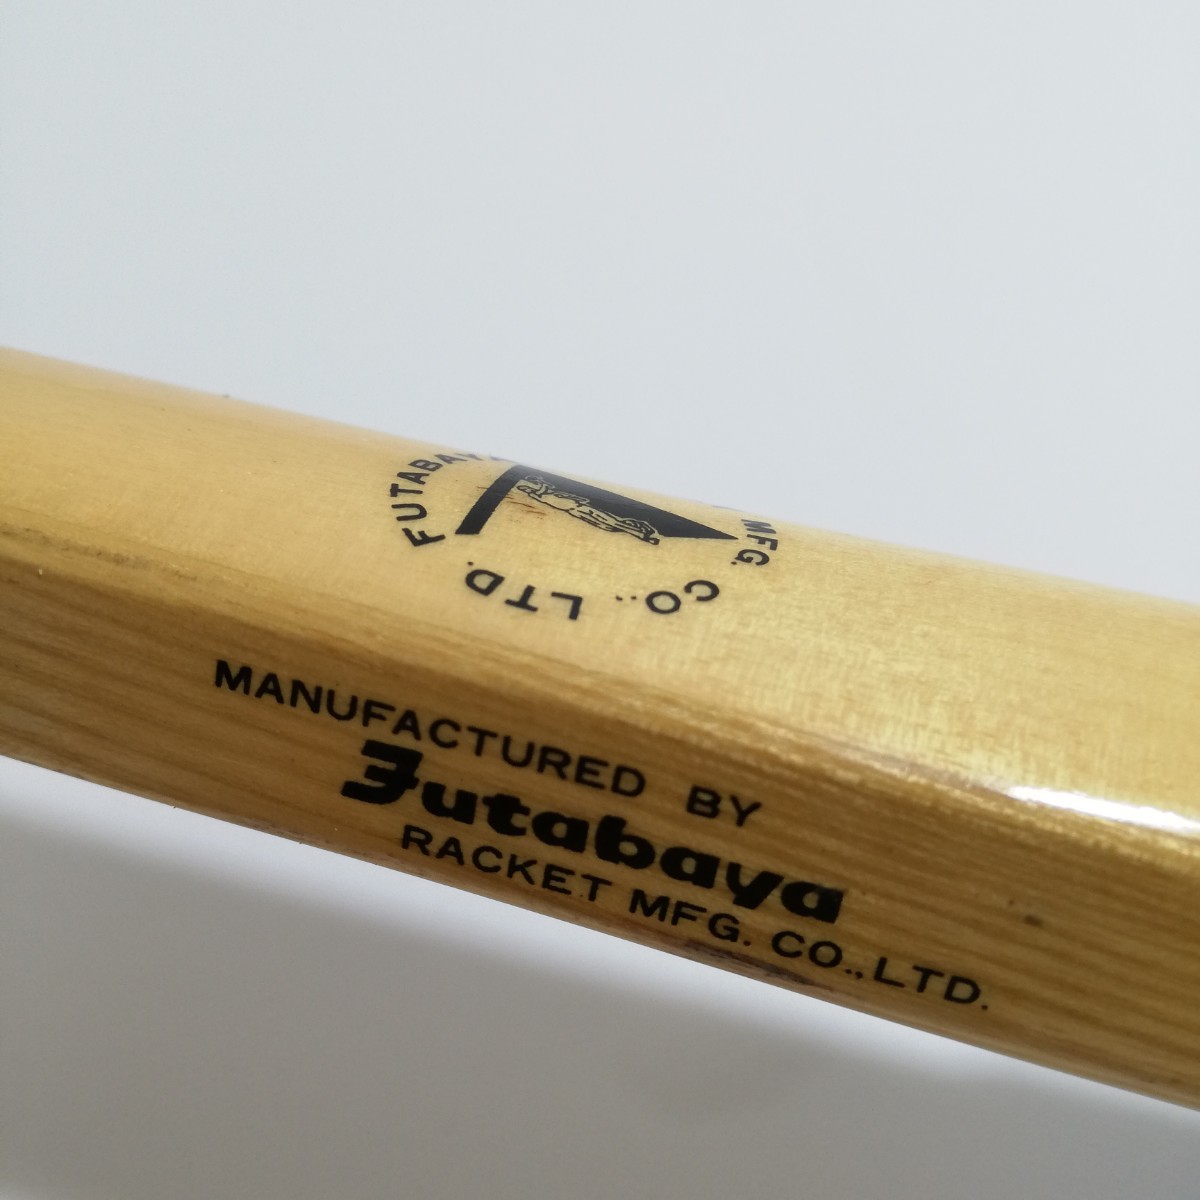 FUTABAYA MFG. CO., LTD.
MANUFACTURED BY
Futabaya
RACKET MFG. CO., LTD.